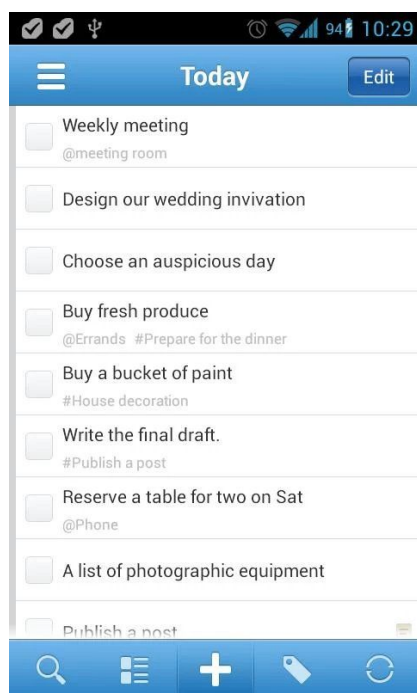 94 10:29
Today
Edit
Weekly meeting
@meeting room
Design our wedding invivation
Choose an auspicious day
Buy fresh produce
@Errands #Prepare for the dinner
Buy a bucket of paint
#House decoration
Write the final draft.
#Publish a post
Reserve a table for two on Sat
@Phone
A list of photographic equipment
Publish a post